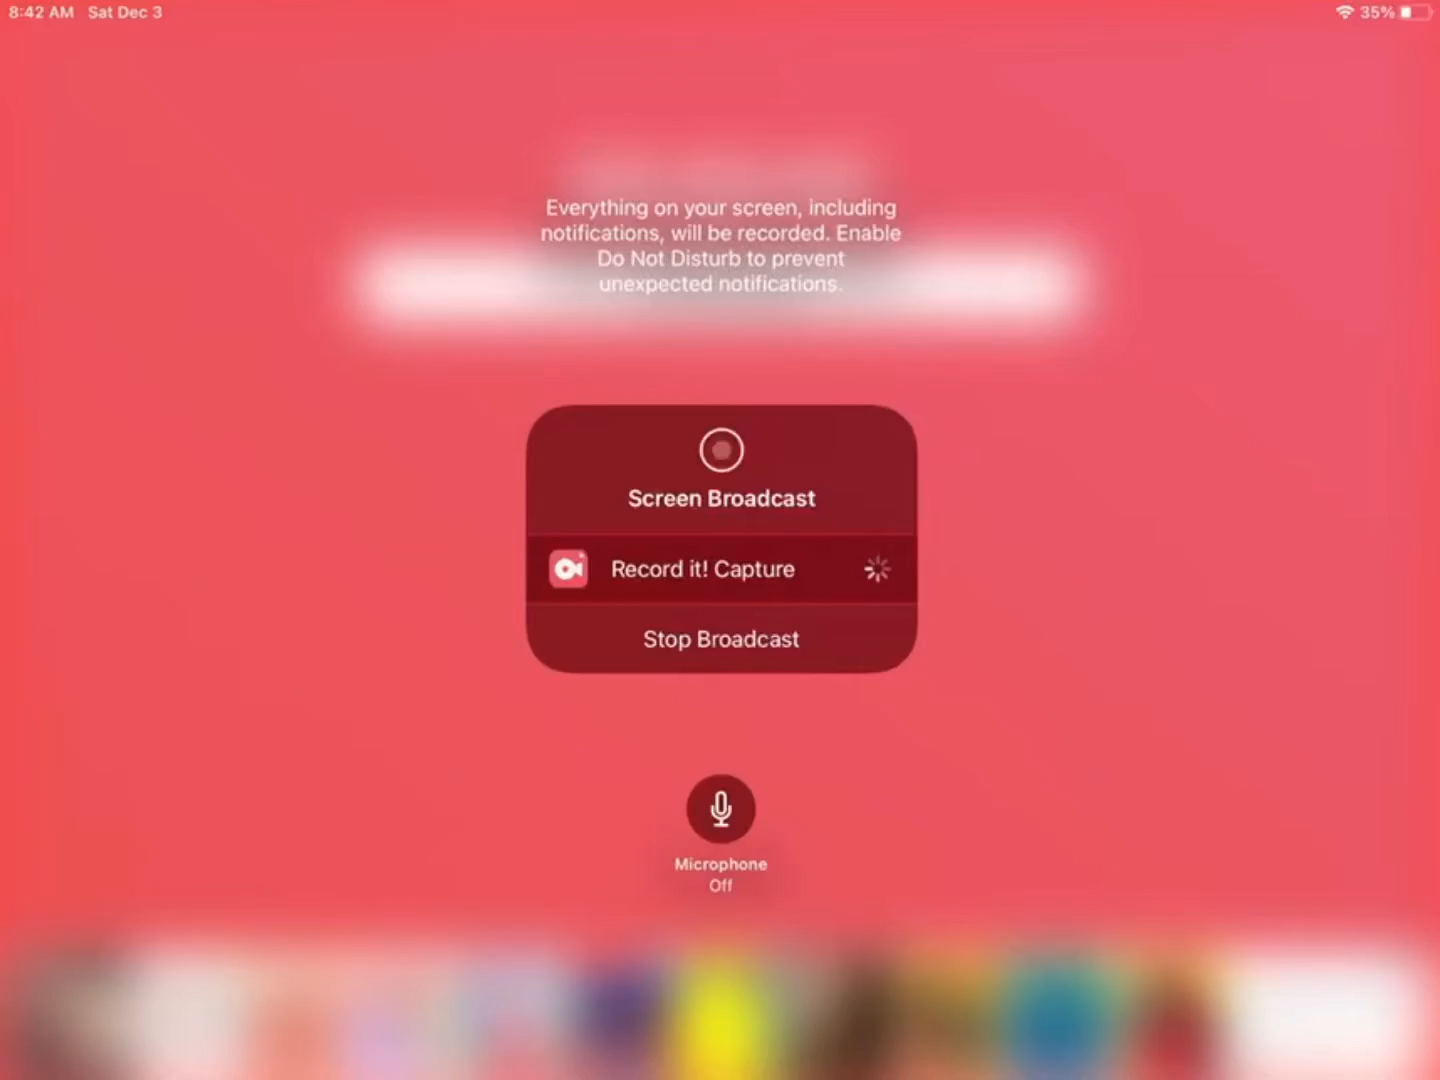 8:42 AM Sat Dec 3
35%
Everything on your screen, including
notifications, will be recorded. Enable
Do Not Disturb to prevent
unexpected notifications.
Screen Broadcast
Record it! Capture
Stop Broadcast
Microphone
Off